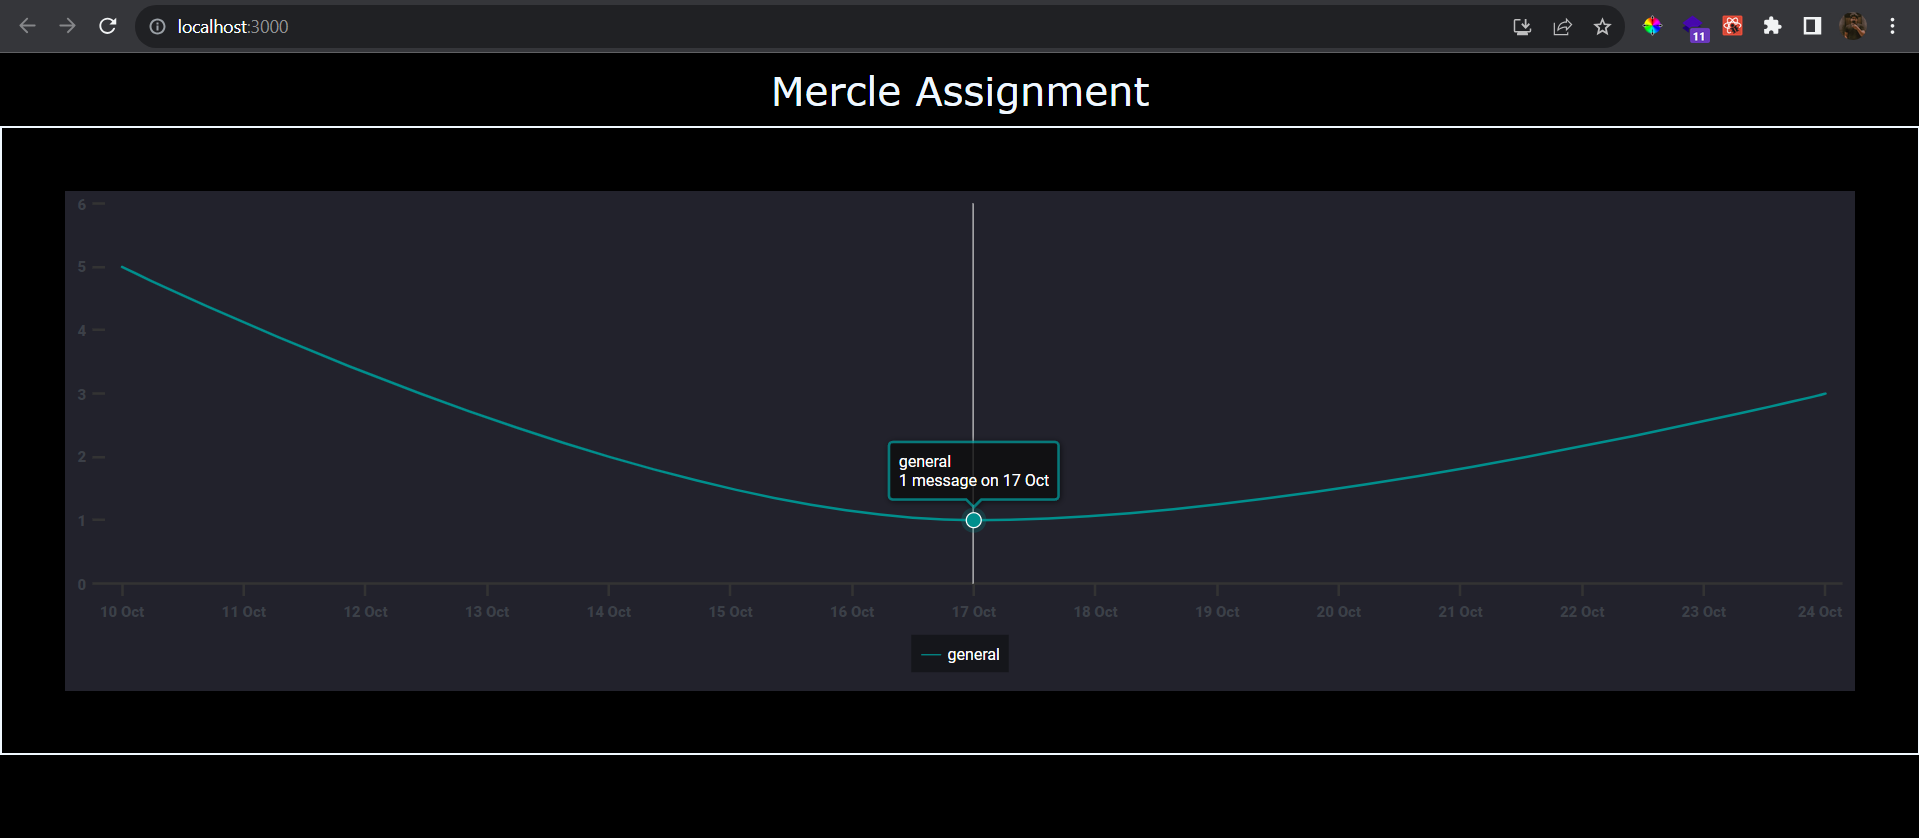 localhost:3000
11
Mercle Assignment
6
5
4
3
2
1
0
general
1 message on 17 Oct
10 Oct 11 Oct 12 Oct 13 Oct 14 Oct 15 Oct 16 Oct 17 Oct 18 Oct 19 Oct 20 Oct 21 Oct 22 Oct 23 Oct 24 Oct
general